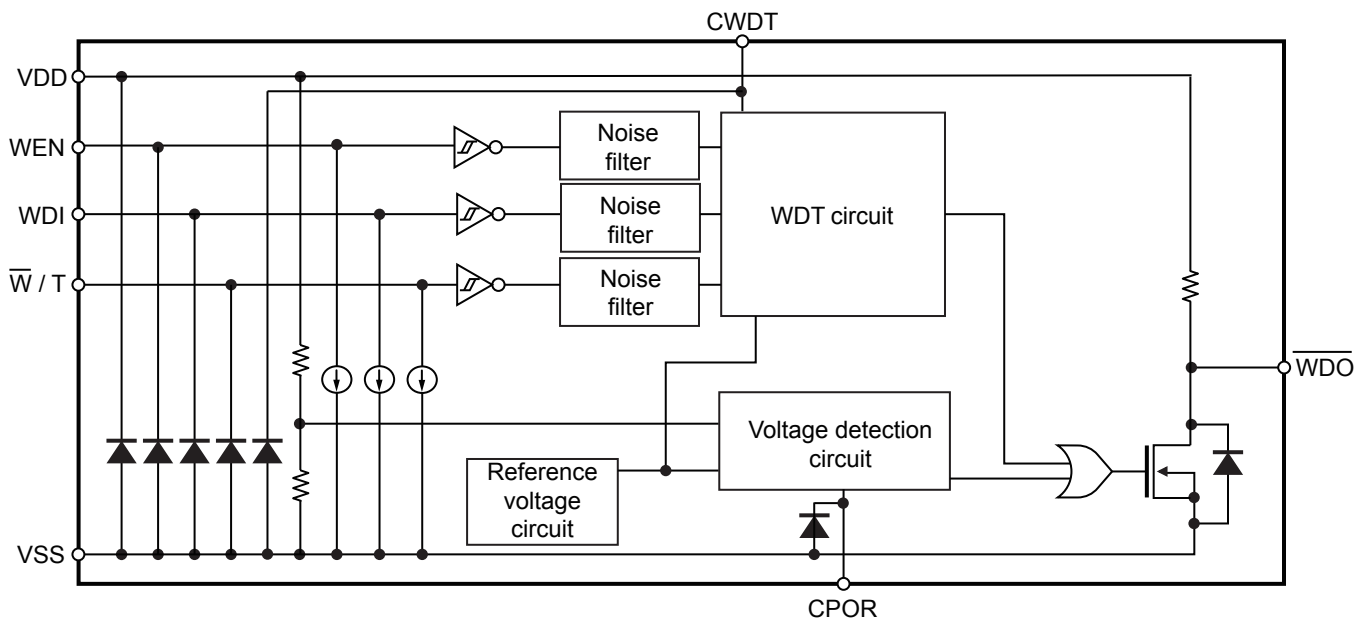 CWDT
VDD
WEN
Noise
filter
WDI
Noise
filter
WDT circuit
W̅ / T
Noise
filter
W̅D̅O̅
Voltage detection
circuit
Reference
voltage
circuit
VSS
CPOR